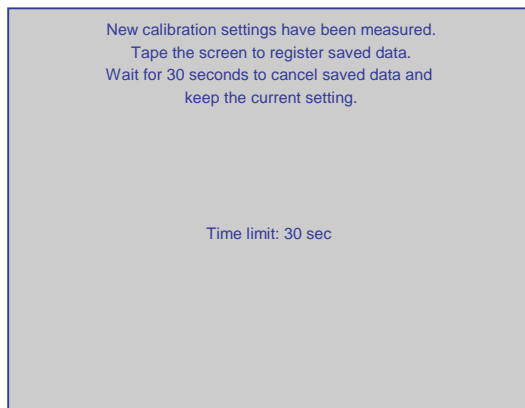 New calibration settings have been measured.
Tape the screen to register saved data.
Wait for 30 seconds to cancel saved data and
keep the current setting.
Time limit: 30 sec